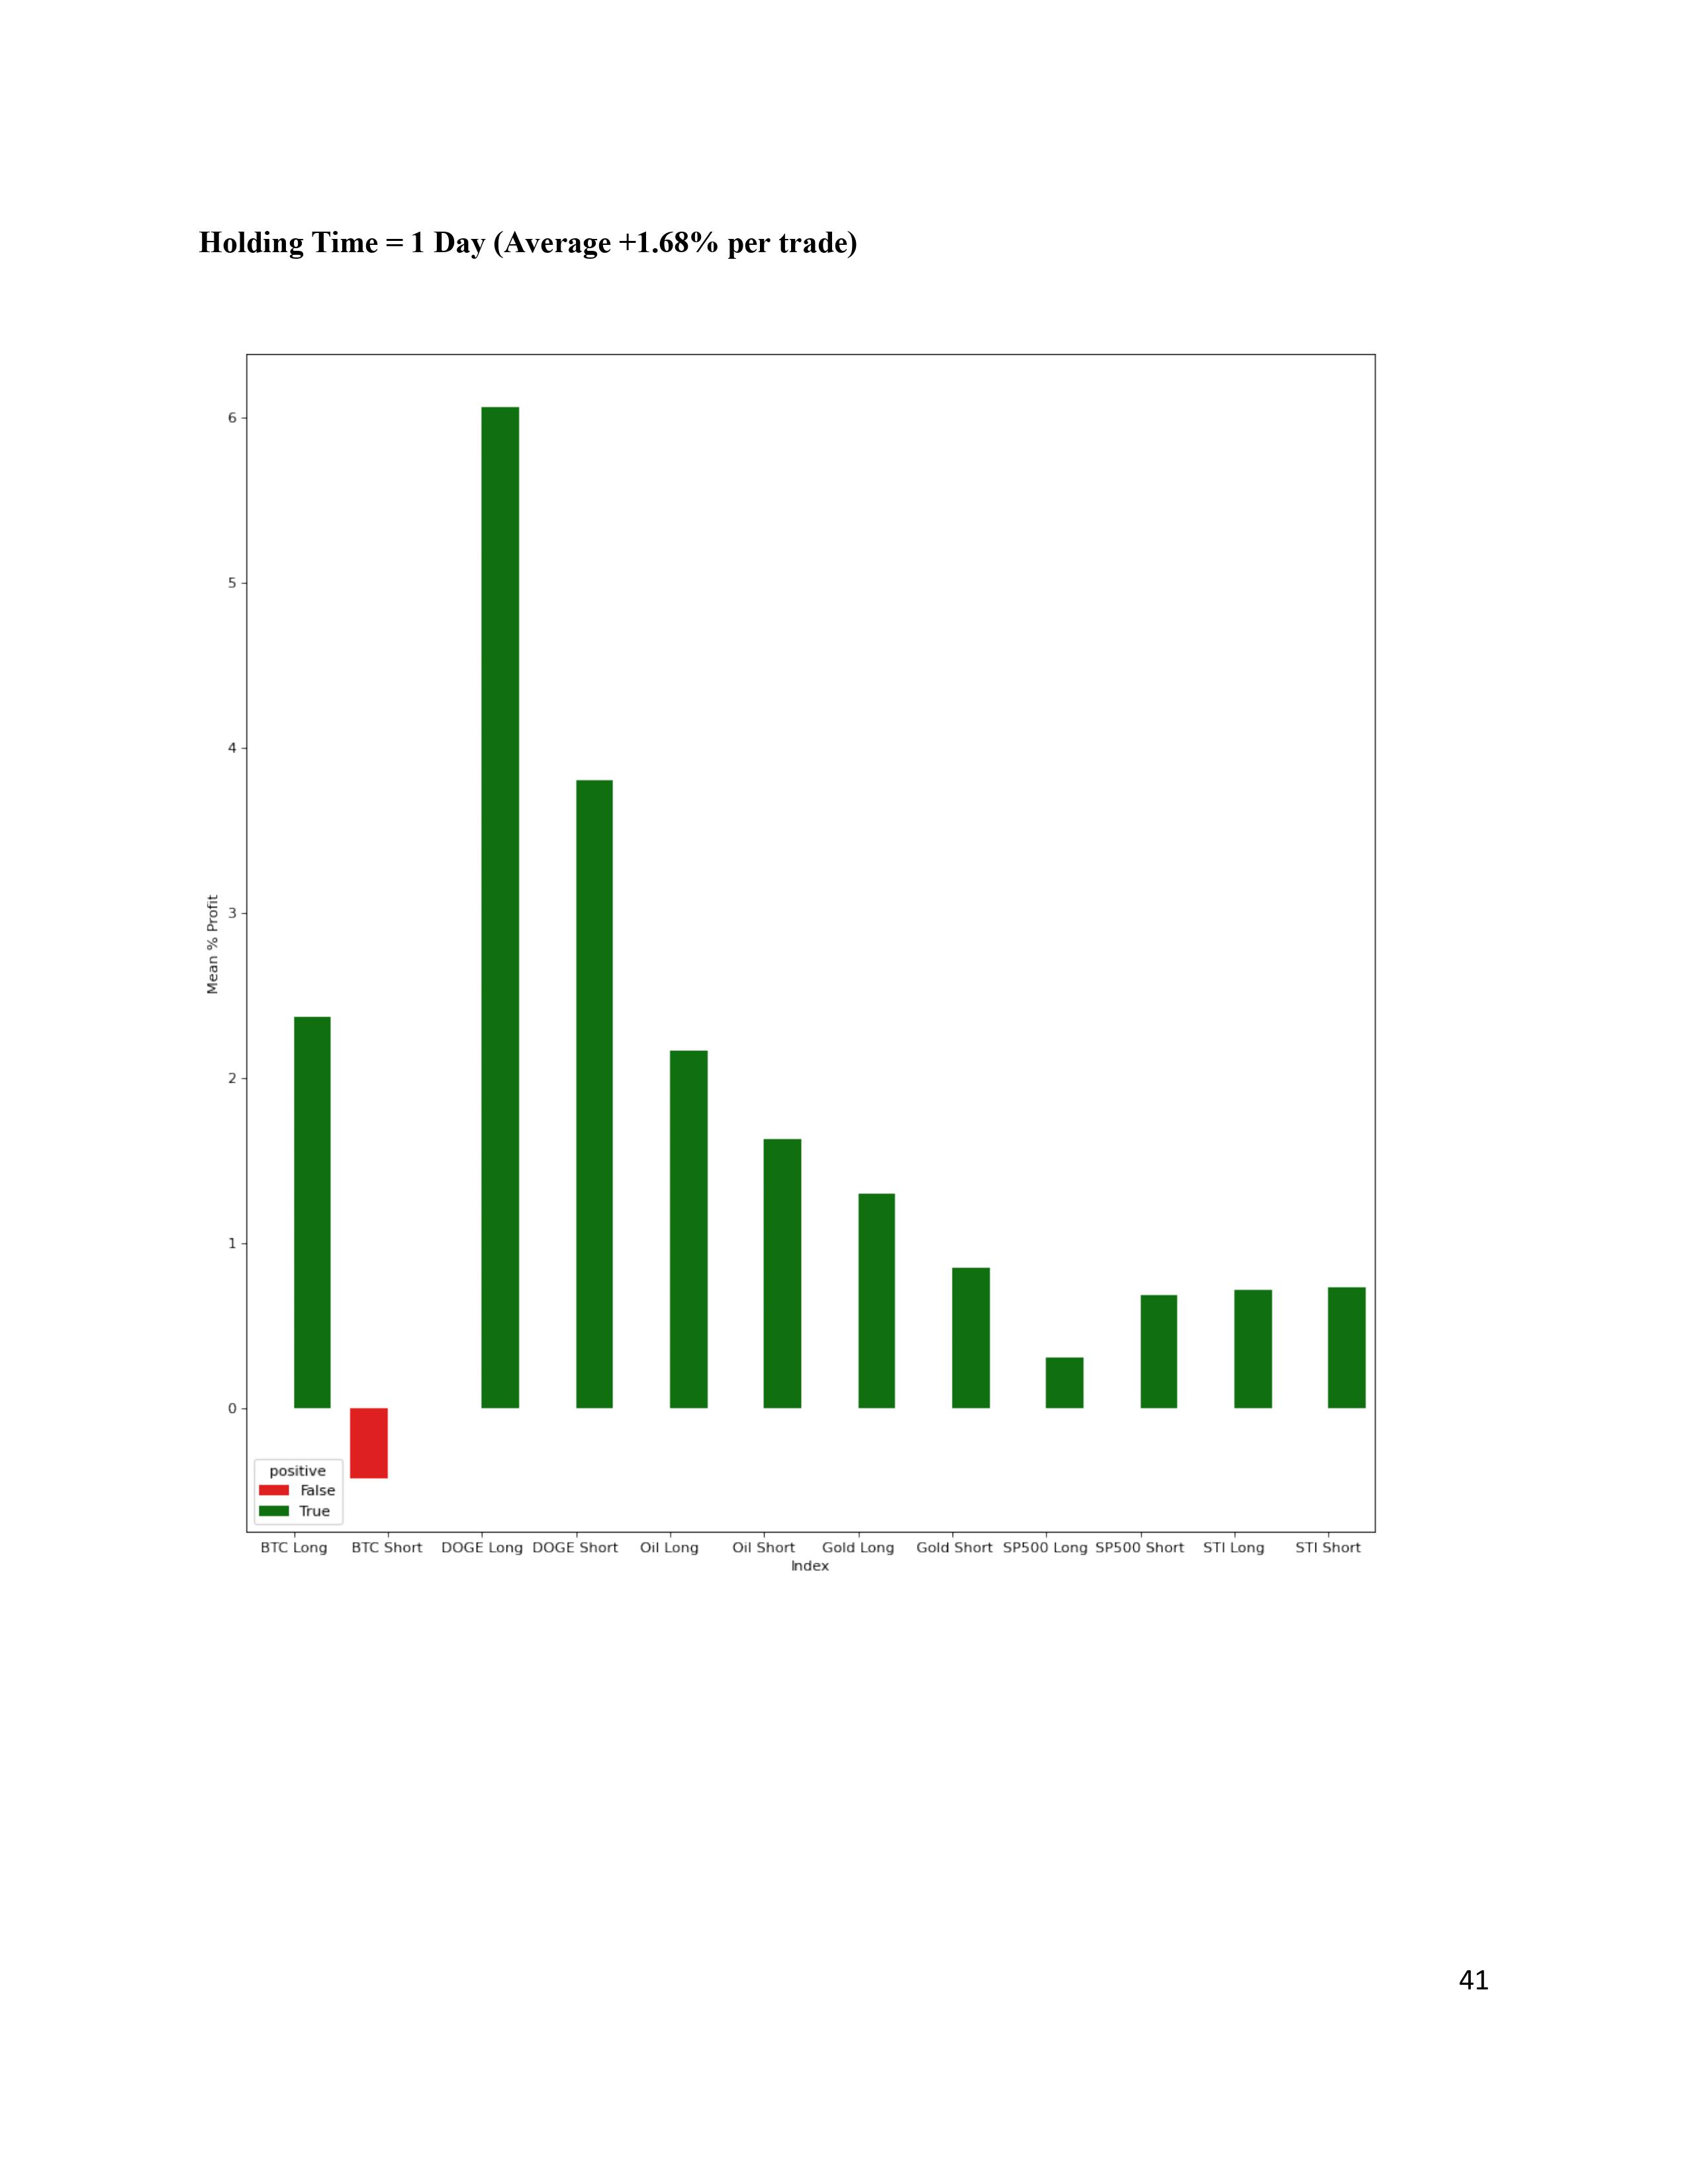 Holding Time = 1 Day (Average +1.68% per trade)
6
5
4
3
2
1
0
Mean % Profit
positive
False
True
BTC Long BTC Short DOGE Long DOGE Short Oil Long Oil Short Gold Long Gold Short SP500 Long SP500 Short STI Long STI Short
Index
41